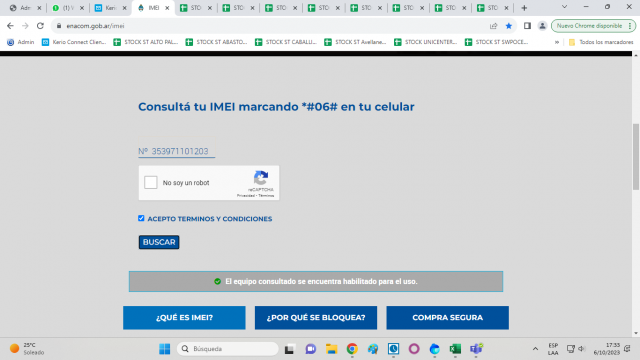 Admin
(1) V
Kerio
IMEI
STO
STO
STO
STO
STO
STO
STO
STO
enacom.gob.ar/imei
Nuevo Chrome disponible
Admin
Kerio Connect Clien...
STOCK ST ALTO PAL...
STOCK ST ABASTO...
STOCK ST CABALLI...
STOCK ST Avellane...
STOCK UNICENTER...
STOCK ST SWPOCE...
»
Todos los marcadores
Consultá tu IMEI marcando *#06# en tu celular
Nº 353971101203
No soy un robot
reCAPTCHA
Privacidad - Términos
ACEPTO TERMINOS Y CONDICIONES
BUSCAR
El equipo consultado se encuentra habilitado para el uso.
¿QUÉ ES IMEI?
¿POR QUÉ SE BLOQUEA?
COMPRA SEGURA
25°C
Soleado
Búsqueda
ESP
LAA
17:33
6/10/2023